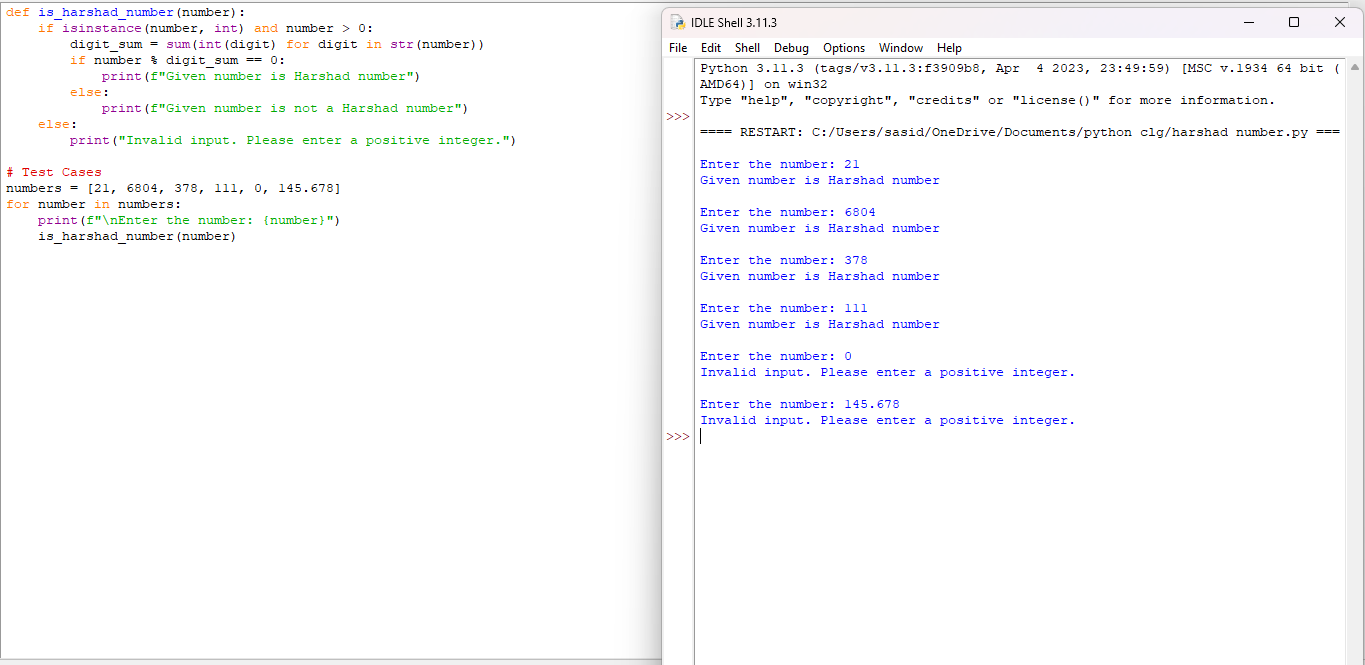 def is_harshad_number(number):
    if isinstance(number, int) and number > 0:
        digit_sum = sum(int(digit) for digit in str(number))
        if number % digit_sum == 0:
            print(f"Given number is Harshad number")
        else:
            print(f"Given number is not a Harshad number")
    else:
        print("Invalid input. Please enter a positive integer.")

# Test Cases
numbers = [21, 6804, 378, 111, 0, 145.678]
for number in numbers:
    print(f"\nEnter the number: {number}")
    is_harshad_number(number)
IDLE Shell 3.11.3
File Edit Shell Debug Options Window Help
Python 3.11.3 (tags/v3.11.3:f3909b8, Apr  4 2023, 23:49:59) [MSC v.1934 64 bit (
AMD64)] on win32
Type "help", "copyright", "credits" or "license()" for more information.
>>>
==== RESTART: C:/Users/sasid/OneDrive/Documents/python clg/harshad number.py ===

Enter the number: 21
Given number is Harshad number

Enter the number: 6804
Given number is Harshad number

Enter the number: 378
Given number is Harshad number

Enter the number: 111
Given number is Harshad number

Enter the number: 0
Invalid input. Please enter a positive integer.

Enter the number: 145.678
Invalid input. Please enter a positive integer.
>>>